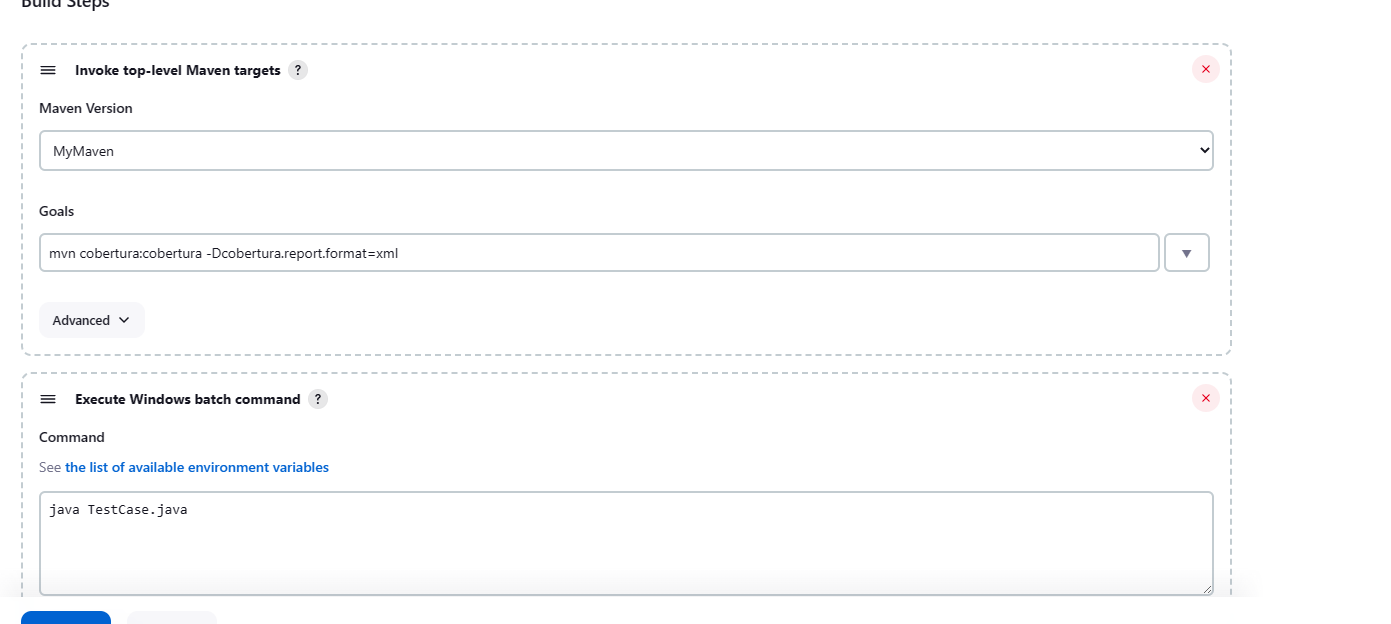 Build Steps
Invoke top-level Maven targets ?
Maven Version
MyMaven
Goals
mvn cobertura:cobertura -Dcobertura.report.format=xml
Advanced
Execute Windows batch command ?
Command
See the list of available environment variables
java TestCase.java